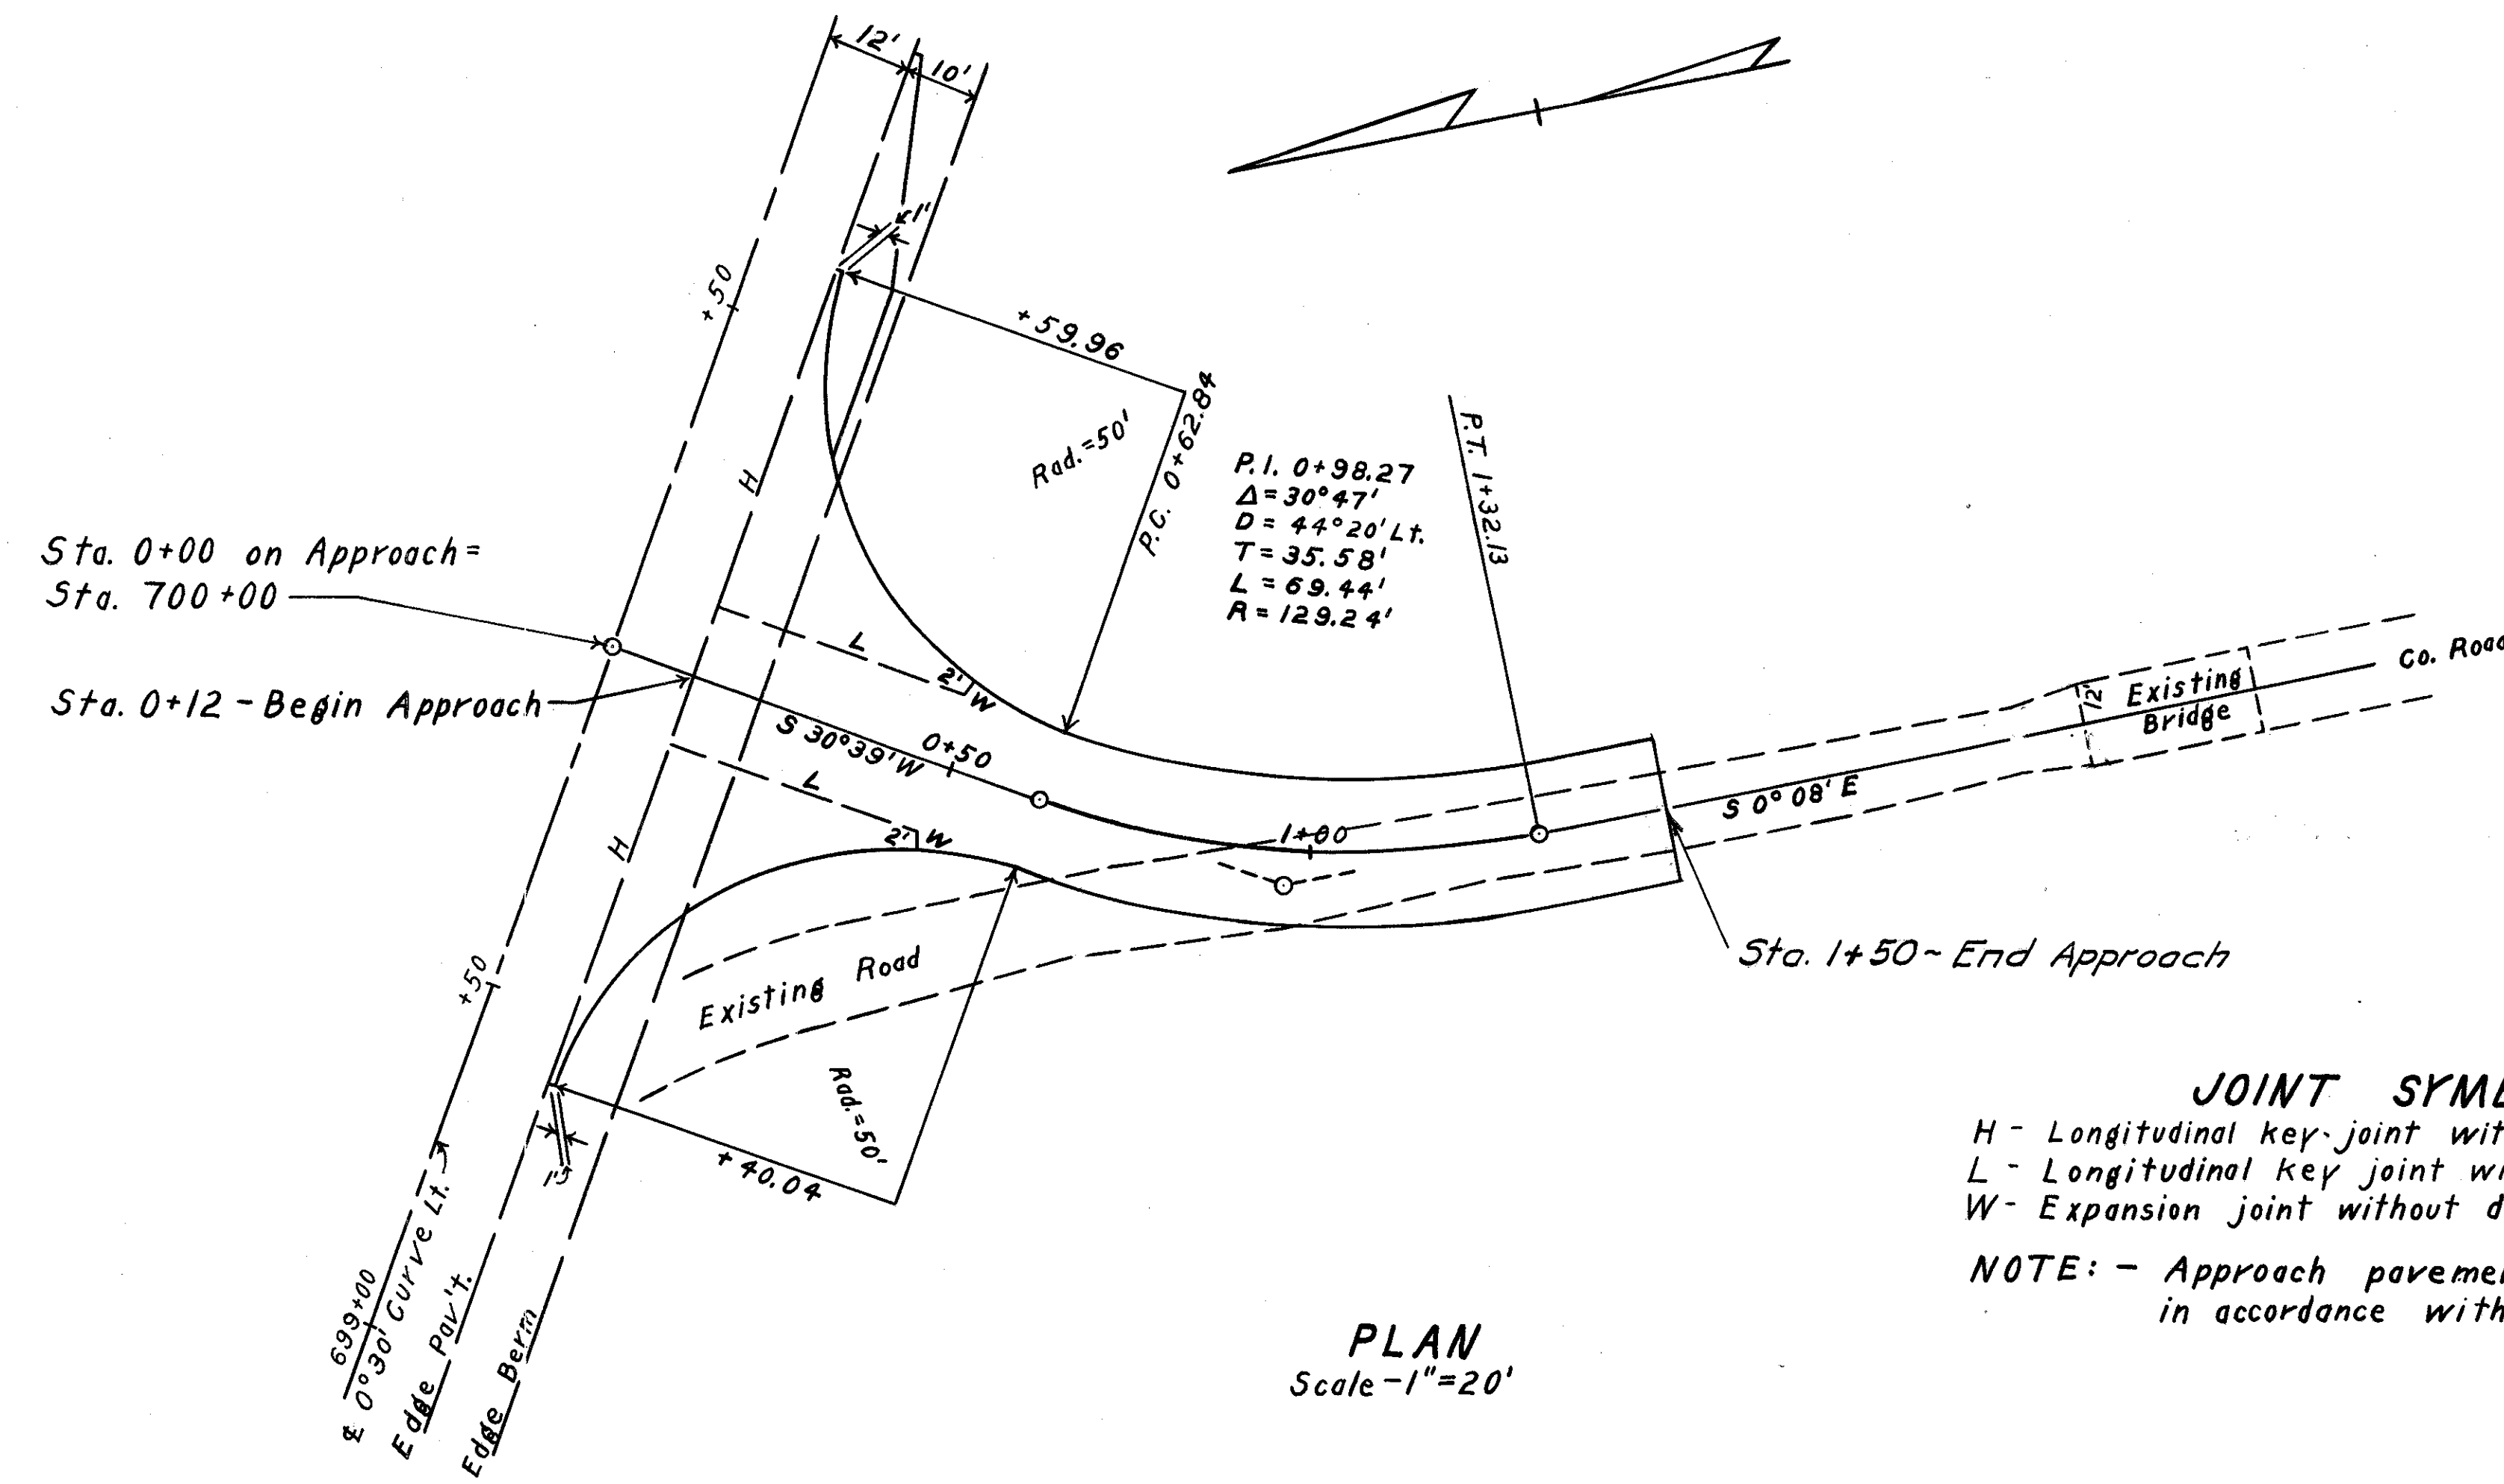 12'
10'
1'
+50
+59.96
Rad.=50'
P.C. 0+62.84
P.T. 1+32.13
P.I. 0+98.27
Δ=30°47'
D= 44°20'Lt.
T=35.58'
L=69.44'
R=129.24'
Sta. 0+00 on Approach=
Sta. 700+00
Sta. 0+12 - Begin Approach
H
L
2' W
S 30°39'W
0+50
L
2' W
H
1+00
S 0°08'E
12'
Existing
Bridge
Co. Road
Sta. 1+50~End Approach
Existing Road
+50
Rad.=50'
+40.04
1'
699+00
℄ 0°30' Curve Lt.
Edge Pav't.
Edge Berm
JOINT
H - Longitudinal key-joint
L - Longitudinal key joint
W - Expansion joint without
NOTE: - Approach
in accordance with
PLAN
Scale-1"=20'